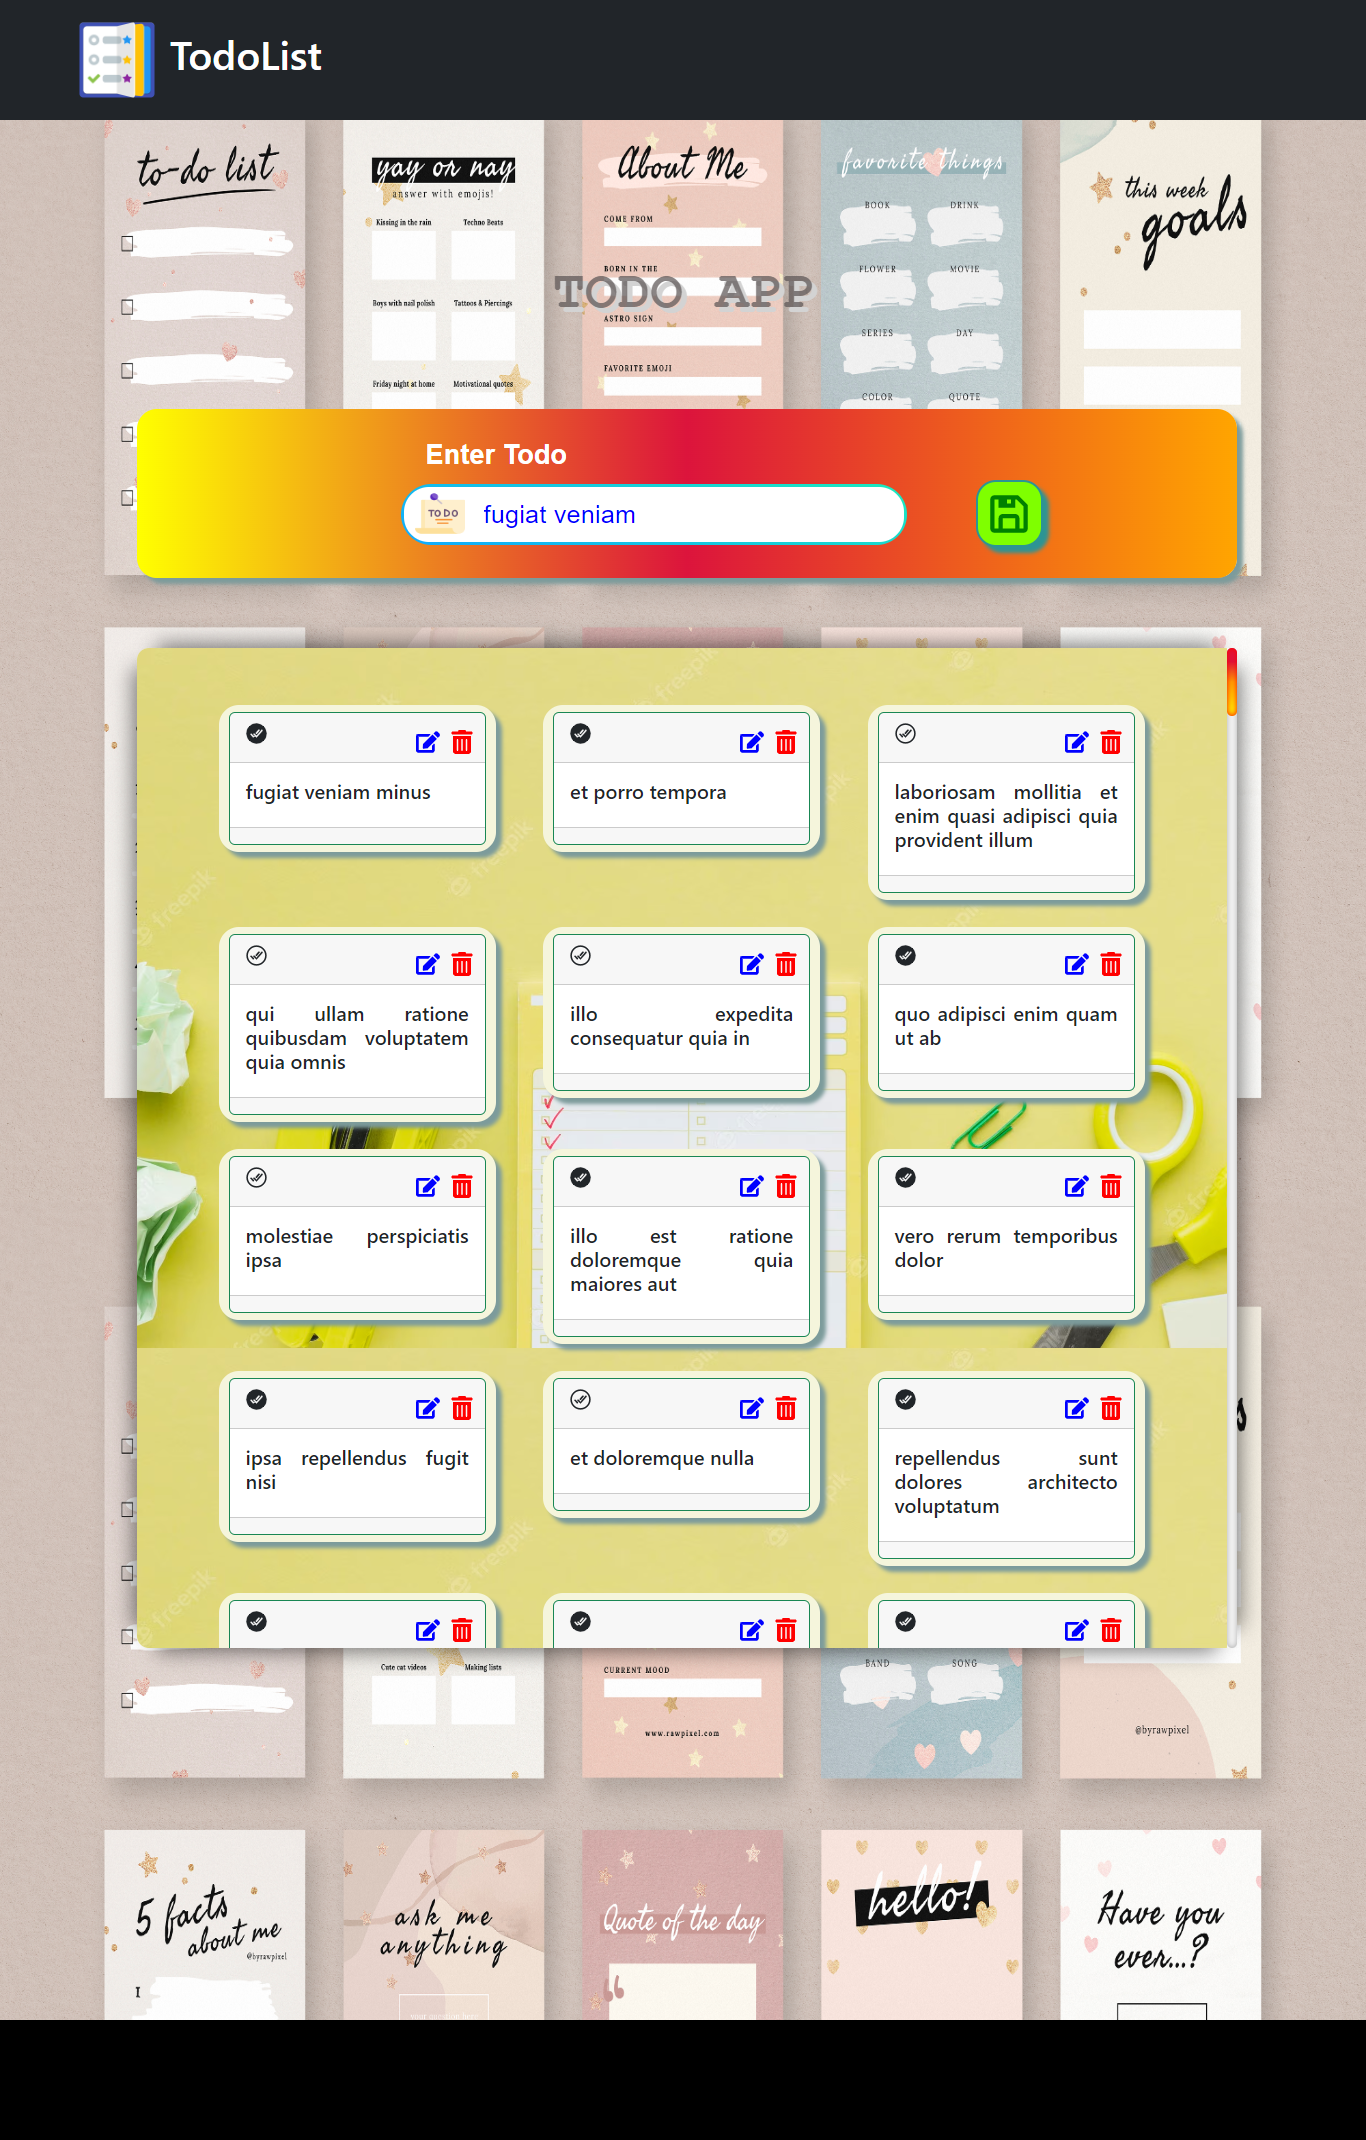 TodoList
to-do list
yay or nay
answer with emojis!
Kissing in the rain
Techno Beats
Boys with nail polish
Tattoos & Piercings
Friday night at home
Motivational quotes
About Me
COME FROM
BORN IN THE
ASTRO SIGN
FAVORITE EMOJI
favorite things
BOOK
DRINK
FLOWER
MOVIE
SERIES
DAY
COLOR
QUOTE
this week
goals
TODO APP
Enter Todo
TODO
fugiat veniam
fugiat veniam minus
et porro tempora
laboriosam mollitia et
enim quasi adipisci quia
provident illum
qui ullam ratione
quibusdam voluptatem
quia omnis
illo expedita
consequatur quia in
quo adipisci enim quam
ut ab
molestiae perspiciatis
ipsa
illo est ratione
doloremque quia
maiores aut
vero rerum temporibus
dolor
ipsa repellendus fugit
nisi
et doloremque nulla
repellendus sunt
dolores architecto
voluptatum
freepik
freepik
freepik
freepik
Cute cat videos
Making lists
CURRENT MOOD
www.rawpixel.com
BAND
SONG
@byrawpixel
5 facts
about me
@byrawpixel
1
ask me
anything
Quote of the day
hello!
Have you
ever...?